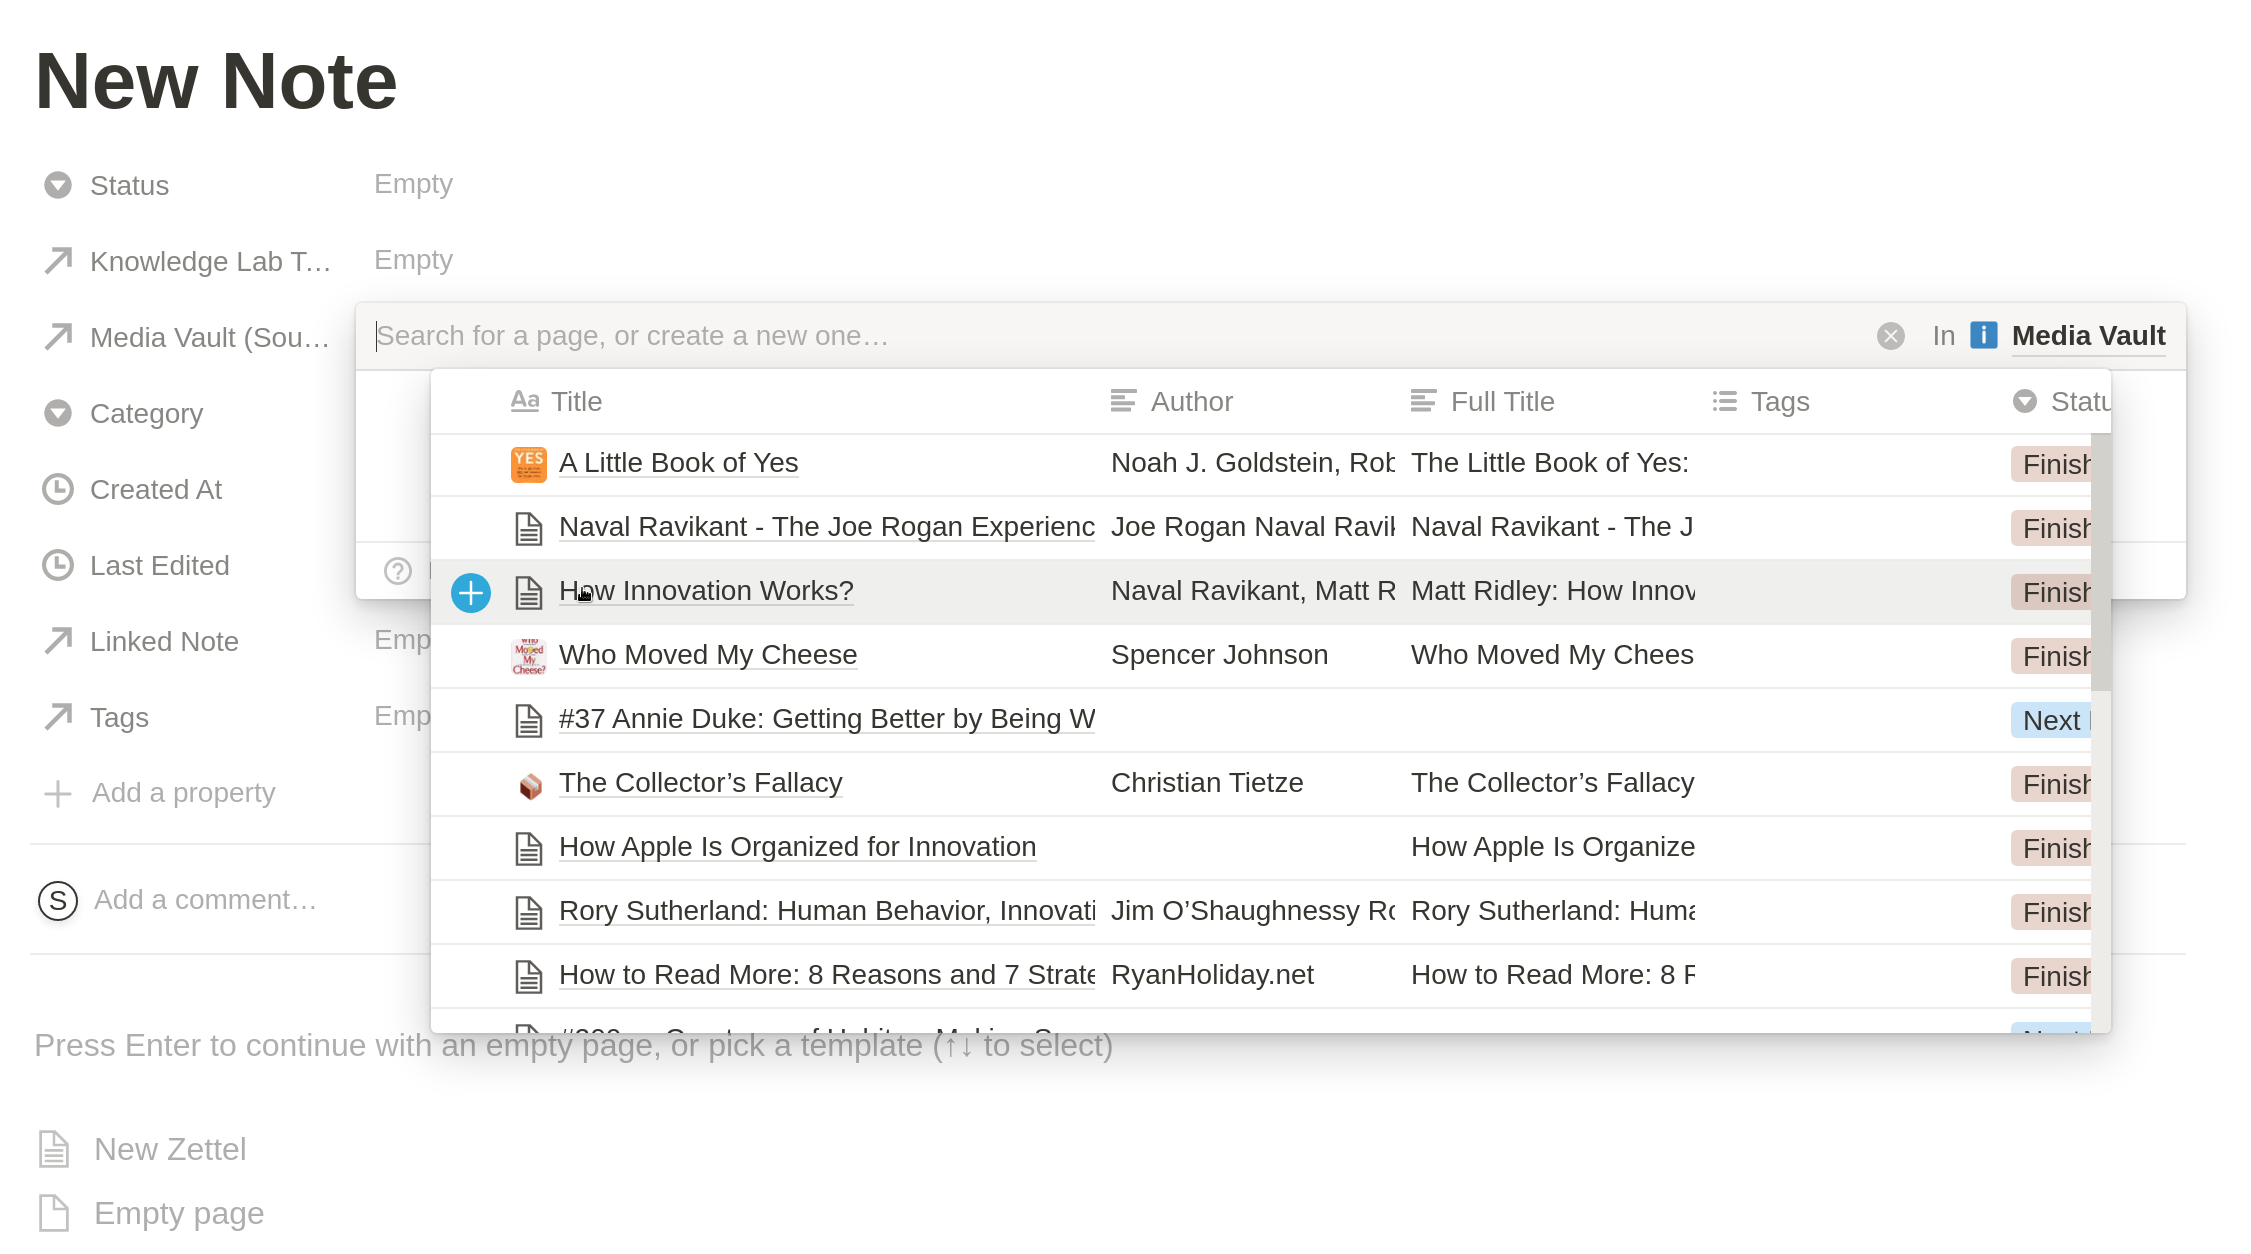 New Note
Status Empty
Knowledge Lab T… Empty
Media Vault (Sou… Search for a page, or create a new one… In Media Vault
Category
Created At
Last Edited
Linked Note Emp
Tags Emp
Add a property
Aa Title Author Full Title Tags Statu
YES A Little Book of Yes Noah J. Goldstein, Rob The Little Book of Yes: Finish
Naval Ravikant - The Joe Rogan Experienc Joe Rogan Naval Ravik Naval Ravikant - The J Finish
How Innovation Works? Naval Ravikant, Matt R Matt Ridley: How Innov Finish
Who Moved My Cheese? Who Moved My Cheese Spencer Johnson Who Moved My Chees Finish
#37 Annie Duke: Getting Better by Being W Next
The Collector’s Fallacy Christian Tietze The Collector’s Fallacy Finish
How Apple Is Organized for Innovation How Apple Is Organize Finish
Rory Sutherland: Human Behavior, Innovati Jim O’Shaughnessy Ro Rory Sutherland: Huma Finish
How to Read More: 8 Reasons and 7 Strate RyanHoliday.net How to Read More: 8 R Finish
S Add a comment…
Press Enter to continue with an empty page, or pick a template (↑↓ to select)
New Zettel
Empty page